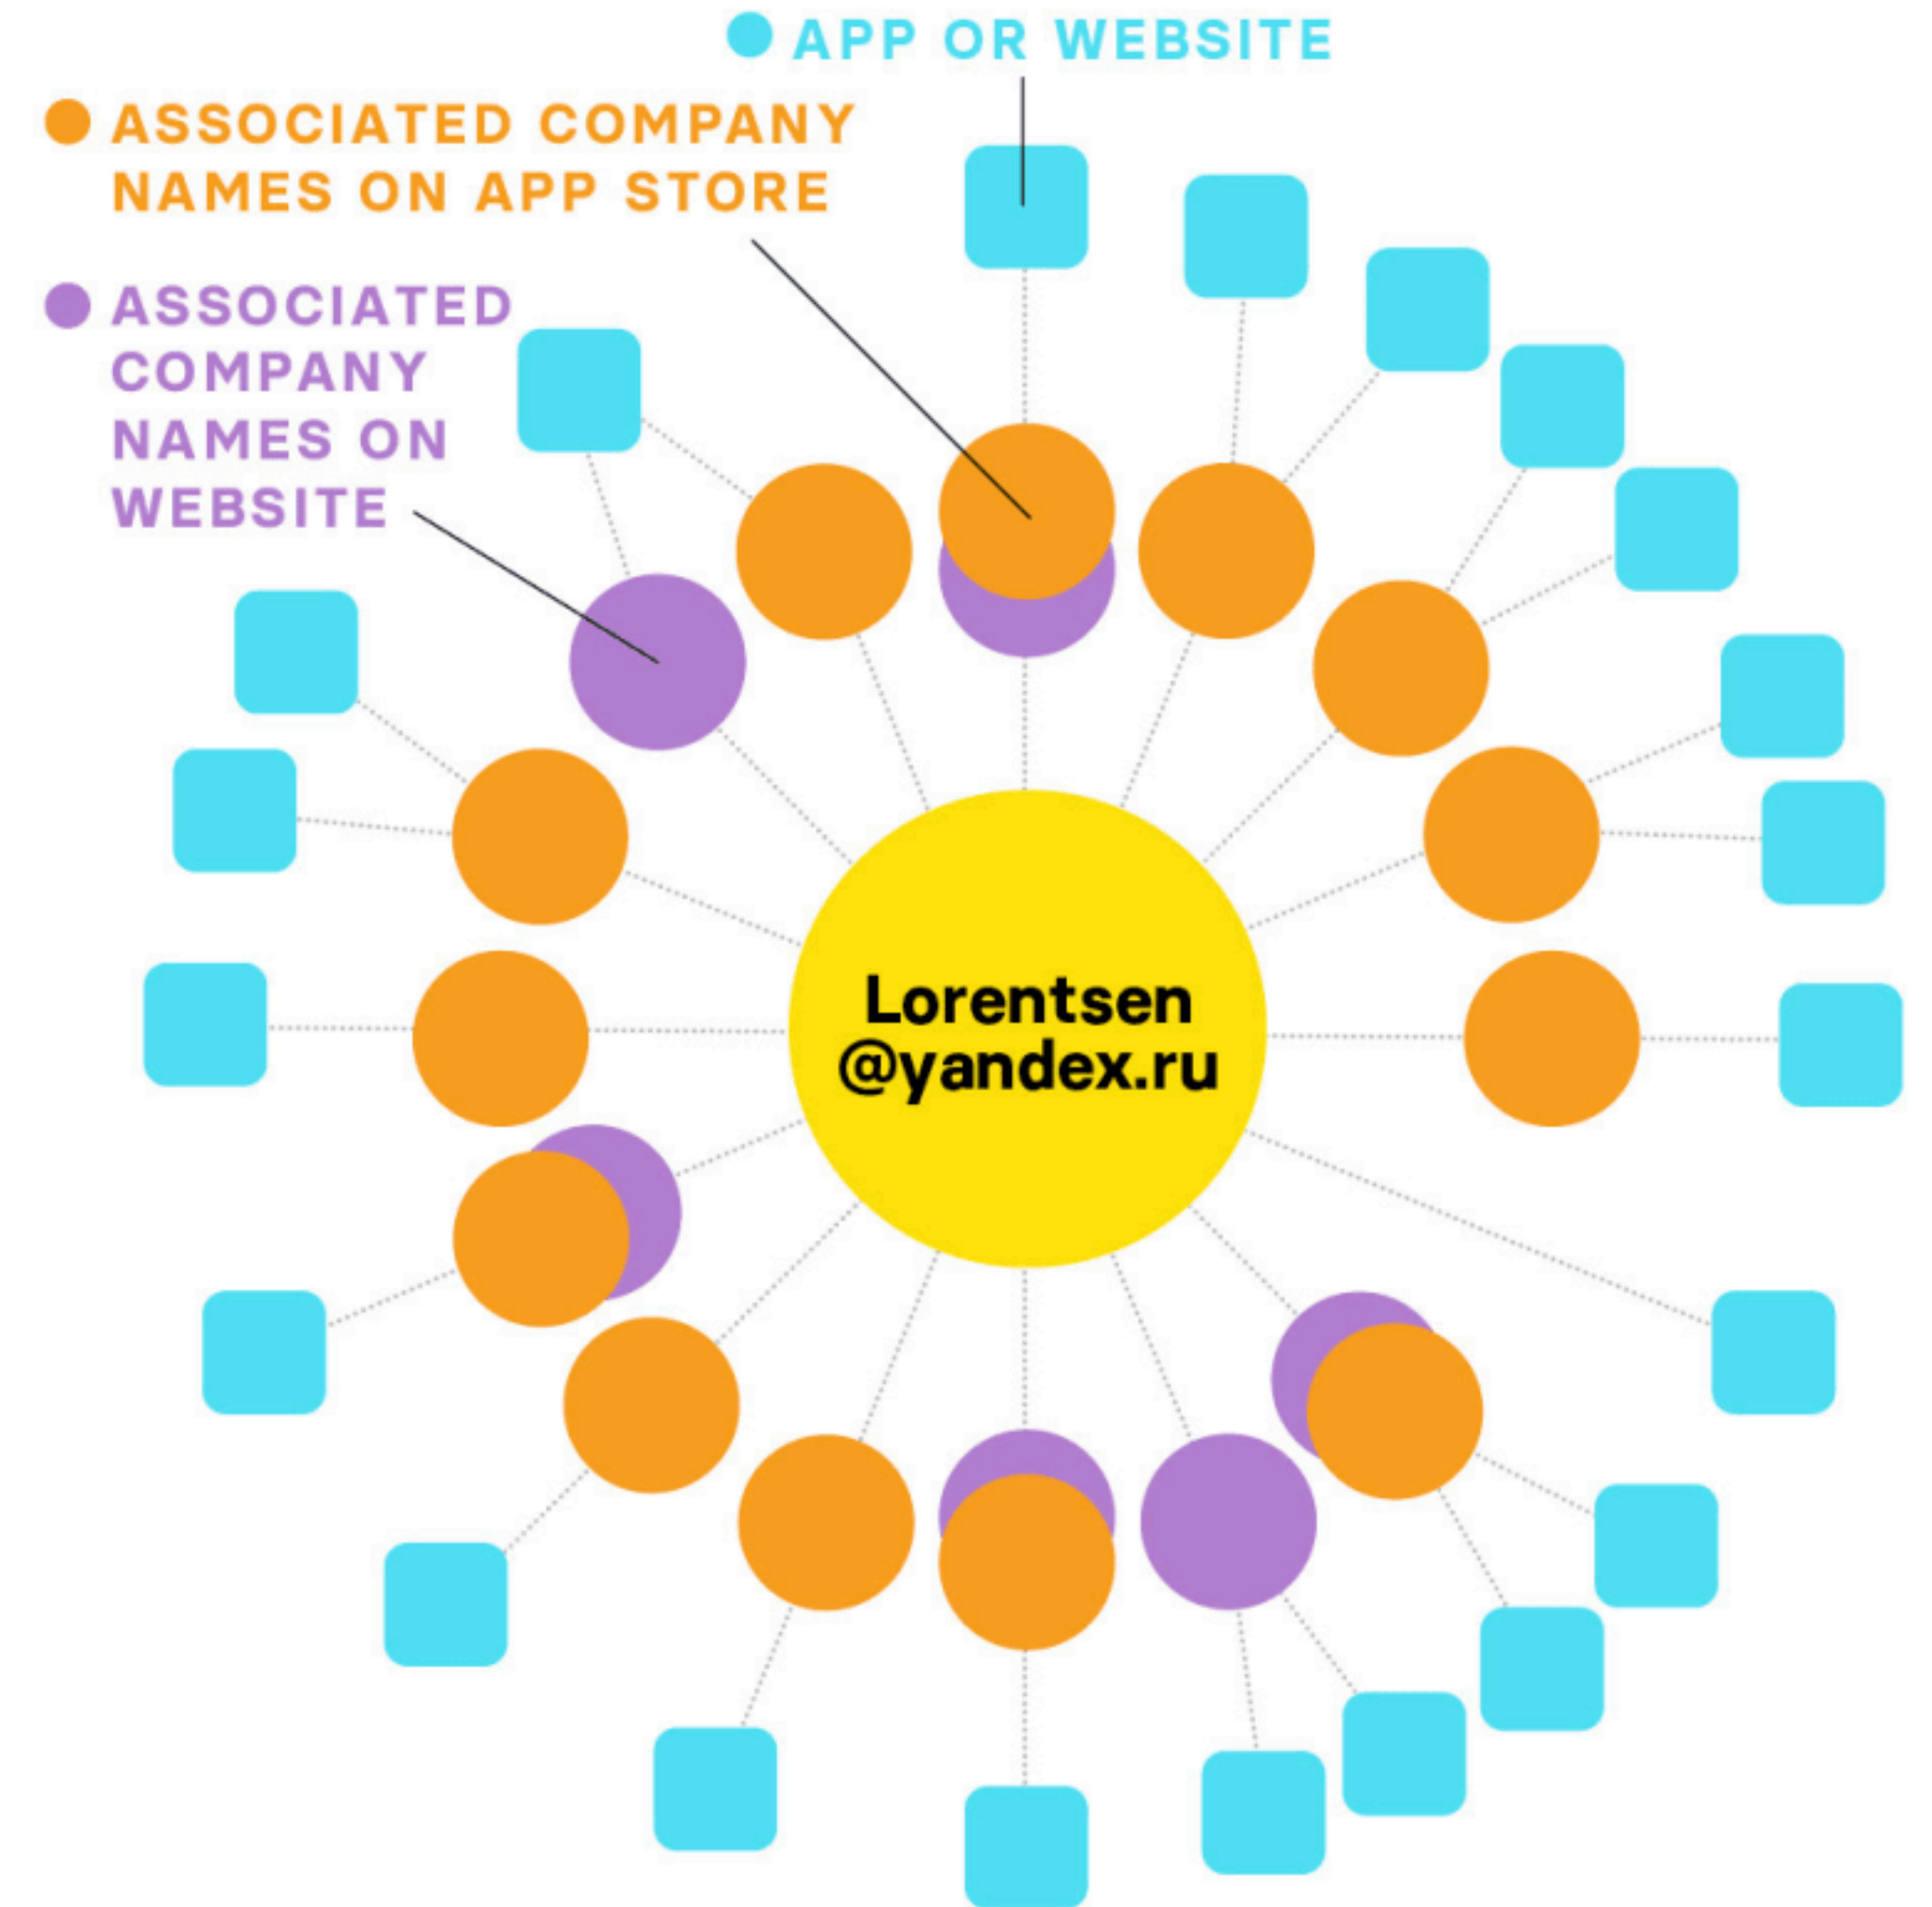 APP OR WEBSITE
ASSOCIATED COMPANY
NAMES ON APP STORE
ASSOCIATED
COMPANY
NAMES ON
WEBSITE
Lorentsen
@yandex.ru